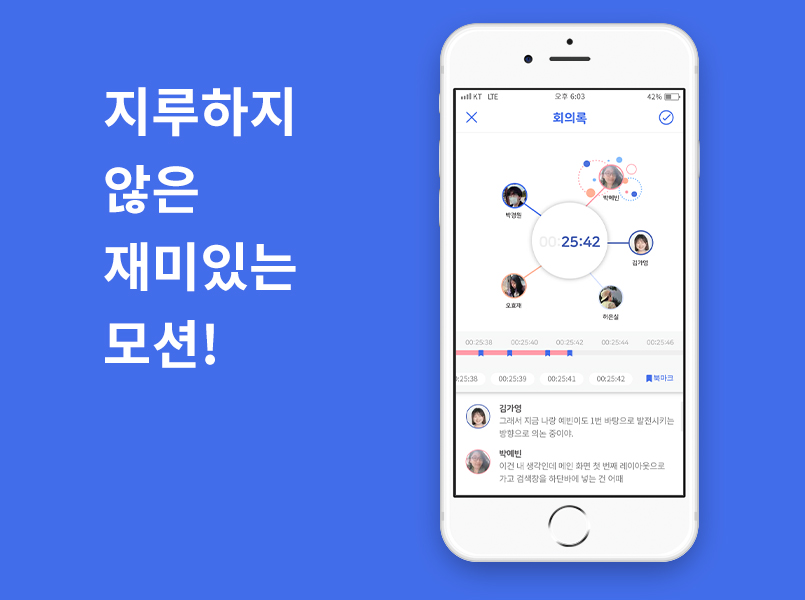 지루하지
않은
재미있는
모션!
KT LTE 오후 6:03 42%
회의록
박예빈
박경원
00:25:42
김가영
오효재
허은실
00:25:38 00:25:40 00:25:42 00:25:44 00:25:46
0:25:38 00:25:39 00:25:41 00:25:42 북마크
김가영
그래서 지금 나랑 예빈이도 1번 바탕으로 발전시키는
방향으로 의논 중이야.
박예빈
이건 내 생각인데 메인 화면 첫 번째 레이아웃으로
가고 검색창을 하단바에 넣는 건 어때